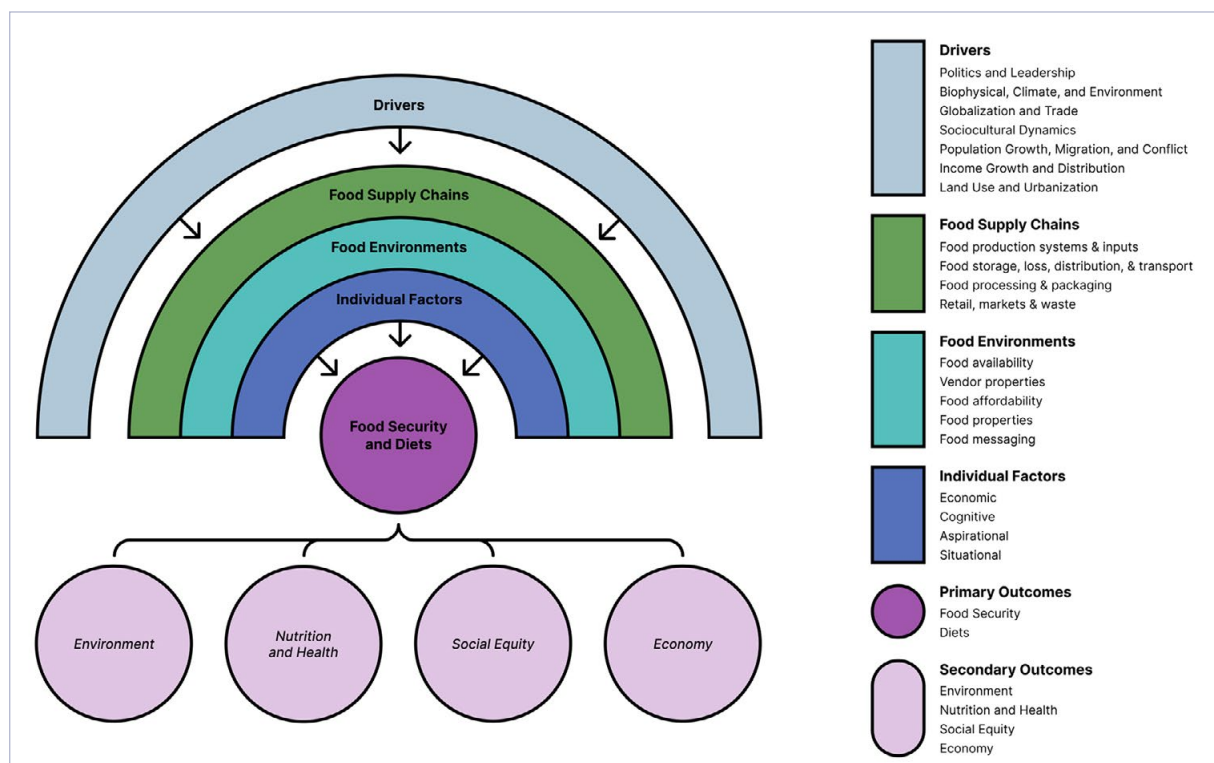 Drivers
Food Supply Chains
Food Environments
Individual Factors
Food Security
and Diets
Environment
Nutrition
and Health
Social Equity
Economy
Drivers
Politics and Leadership
Biophysical, Climate, and Environment
Globalization and Trade
Sociocultural Dynamics
Population Growth, Migration, and Conflict
Income Growth and Distribution
Land Use and Urbanization
Food Supply Chains
Food production systems & inputs
Food storage, loss, distribution, & transport
Food processing & packaging
Retail, markets & waste
Food Environments
Food availability
Vendor properties
Food affordability
Food properties
Food messaging
Individual Factors
Economic
Cognitive
Aspirational
Situational
Primary Outcomes
Food Security
Diets
Secondary Outcomes
Environment
Nutrition and Health
Social Equity
Economy